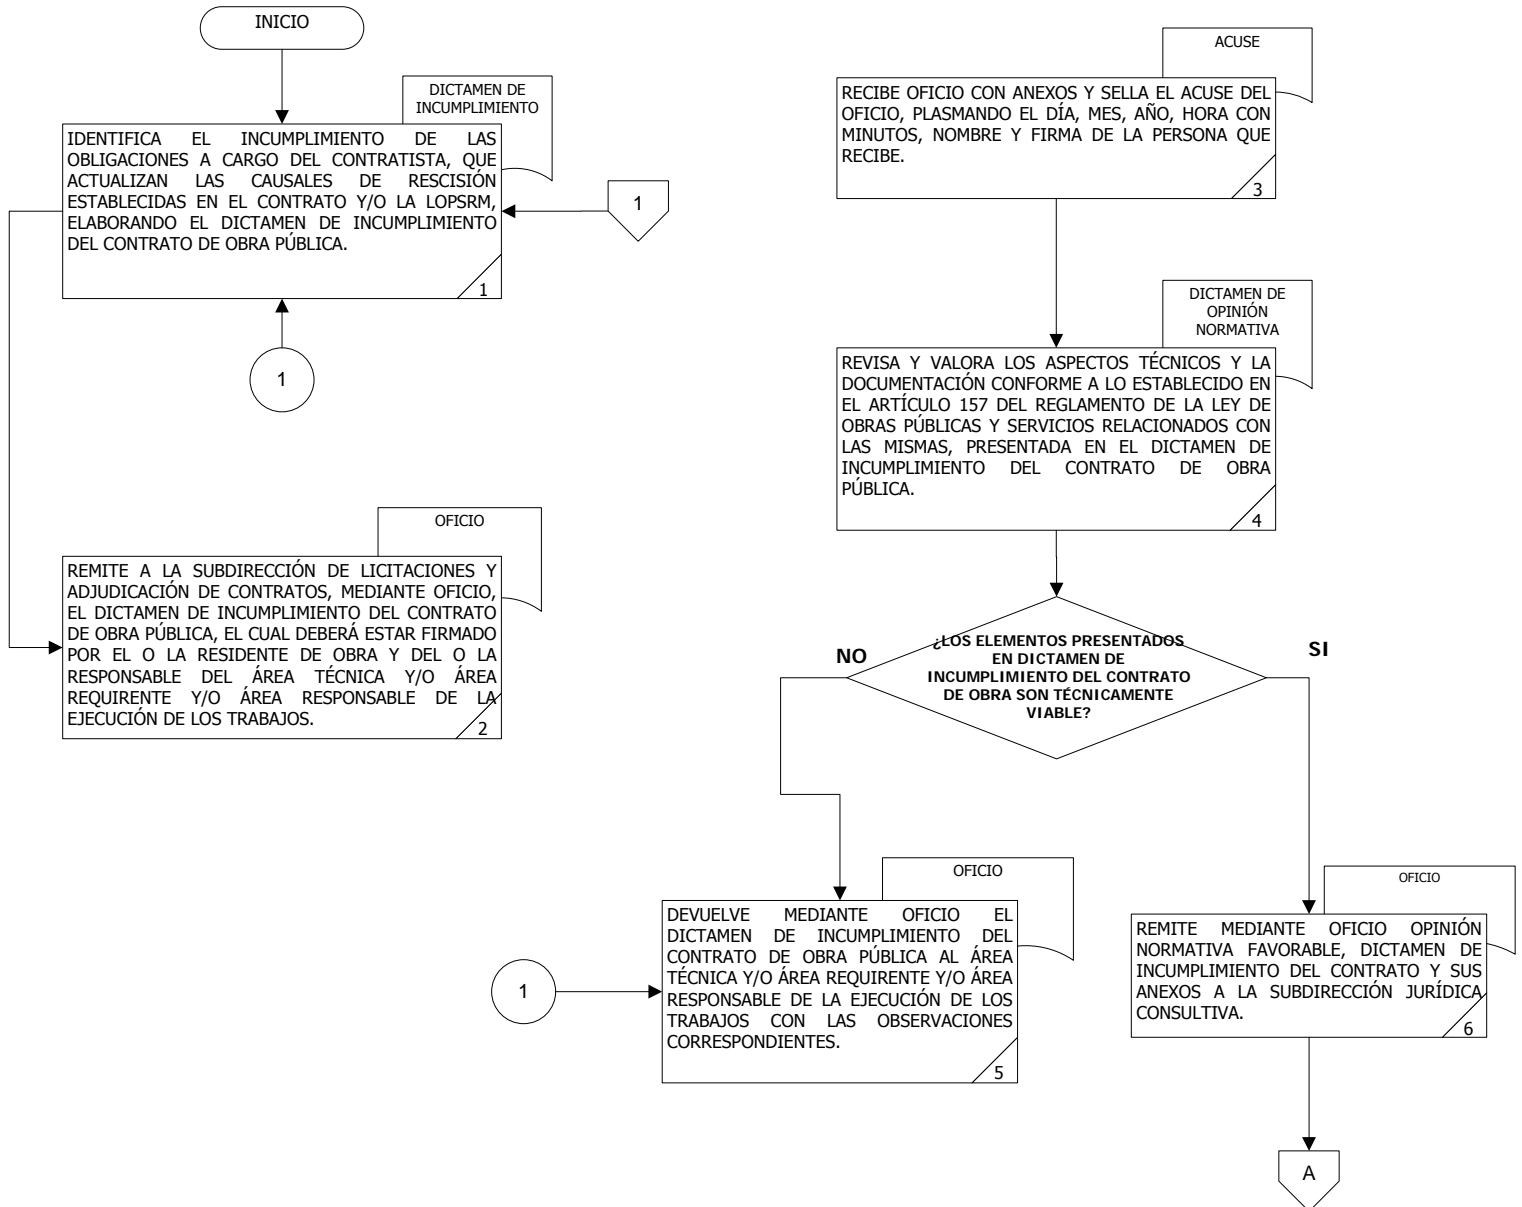 INICIO
DICTAMEN DE
INCUMPLIMIENTO
IDENTIFICA EL INCUMPLIMIENTO DE LAS
OBLIGACIONES A CARGO DEL CONTRATISTA, QUE
ACTUALIZAN LAS CAUSALES DE RESCISIÓN
ESTABLECIDAS EN EL CONTRATO Y/O LA LOPSRM,
ELABORANDO EL DICTAMEN DE INCUMPLIMIENTO
DEL CONTRATO DE OBRA PÚBLICA.
1
1
1
OFICIO
REMITE A LA SUBDIRECCIÓN DE LICITACIONES Y
ADJUDICACIÓN DE CONTRATOS, MEDIANTE OFICIO,
EL DICTAMEN DE INCUMPLIMIENTO DEL CONTRATO
DE OBRA PÚBLICA, EL CUAL DEBERÁ ESTAR FIRMADO
POR EL O LA RESIDENTE DE OBRA Y DEL O LA
RESPONSABLE DEL ÁREA TÉCNICA Y/O ÁREA
REQUIRENTE Y/O ÁREA RESPONSABLE DE LA
EJECUCIÓN DE LOS TRABAJOS.
2
ACUSE
RECIBE OFICIO CON ANEXOS Y SELLA EL ACUSE DEL
OFICIO, PLASMANDO EL DÍA, MES, AÑO, HORA CON
MINUTOS, NOMBRE Y FIRMA DE LA PERSONA QUE
RECIBE.
3
DICTAMEN DE
OPINIÓN
NORMATIVA
REVISA Y VALORA LOS ASPECTOS TÉCNICOS Y LA
DOCUMENTACIÓN CONFORME A LO ESTABLECIDO EN
EL ARTÍCULO 157 DEL REGLAMENTO DE LA LEY DE
OBRAS PÚBLICAS Y SERVICIOS RELACIONADOS CON
LAS MISMAS, PRESENTADA EN EL DICTAMEN DE
INCUMPLIMIENTO DEL CONTRATO DE OBRA
PÚBLICA.
4
¿LOS ELEMENTOS PRESENTADOS
EN DICTAMEN DE
INCUMPLIMIENTO DEL CONTRATO
DE OBRA SON TÉCNICAMENTE
VIABLE?
NO
SI
OFICIO
DEVUELVE MEDIANTE OFICIO EL
DICTAMEN DE INCUMPLIMIENTO DEL
CONTRATO DE OBRA PÚBLICA AL ÁREA
TÉCNICA Y/O ÁREA REQUIRENTE Y/O ÁREA
RESPONSABLE DE LA EJECUCIÓN DE LOS
TRABAJOS CON LAS OBSERVACIONES
CORRESPONDIENTES.
5
1
OFICIO
REMITE MEDIANTE OFICIO OPINIÓN
NORMATIVA FAVORABLE, DICTAMEN DE
INCUMPLIMIENTO DEL CONTRATO Y SUS
ANEXOS A LA SUBDIRECCIÓN JURÍDICA
CONSULTIVA.
6
A